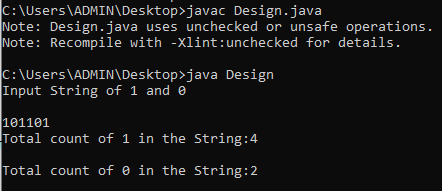 C:\Users\ADMIN\Desktop>javac Design.java
Note: Design.java uses unchecked or unsafe operations.
Note: Recompile with -Xlint:unchecked for details.
C:\Users\ADMIN\Desktop>java Design
Input String of 1 and 0
101101
Total count of 1 in the String:4
Total count of 0 in the String:2